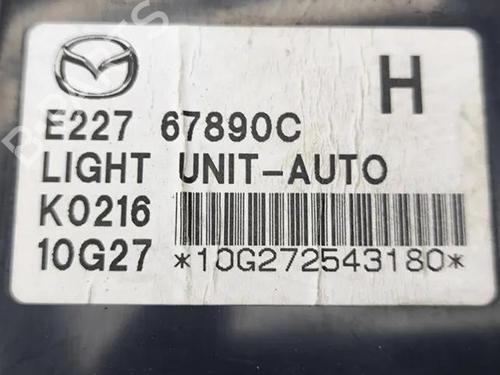 H
E227 67890C
LIGHT UNIT-AUTO
K0216
10G27 *10G272543180*